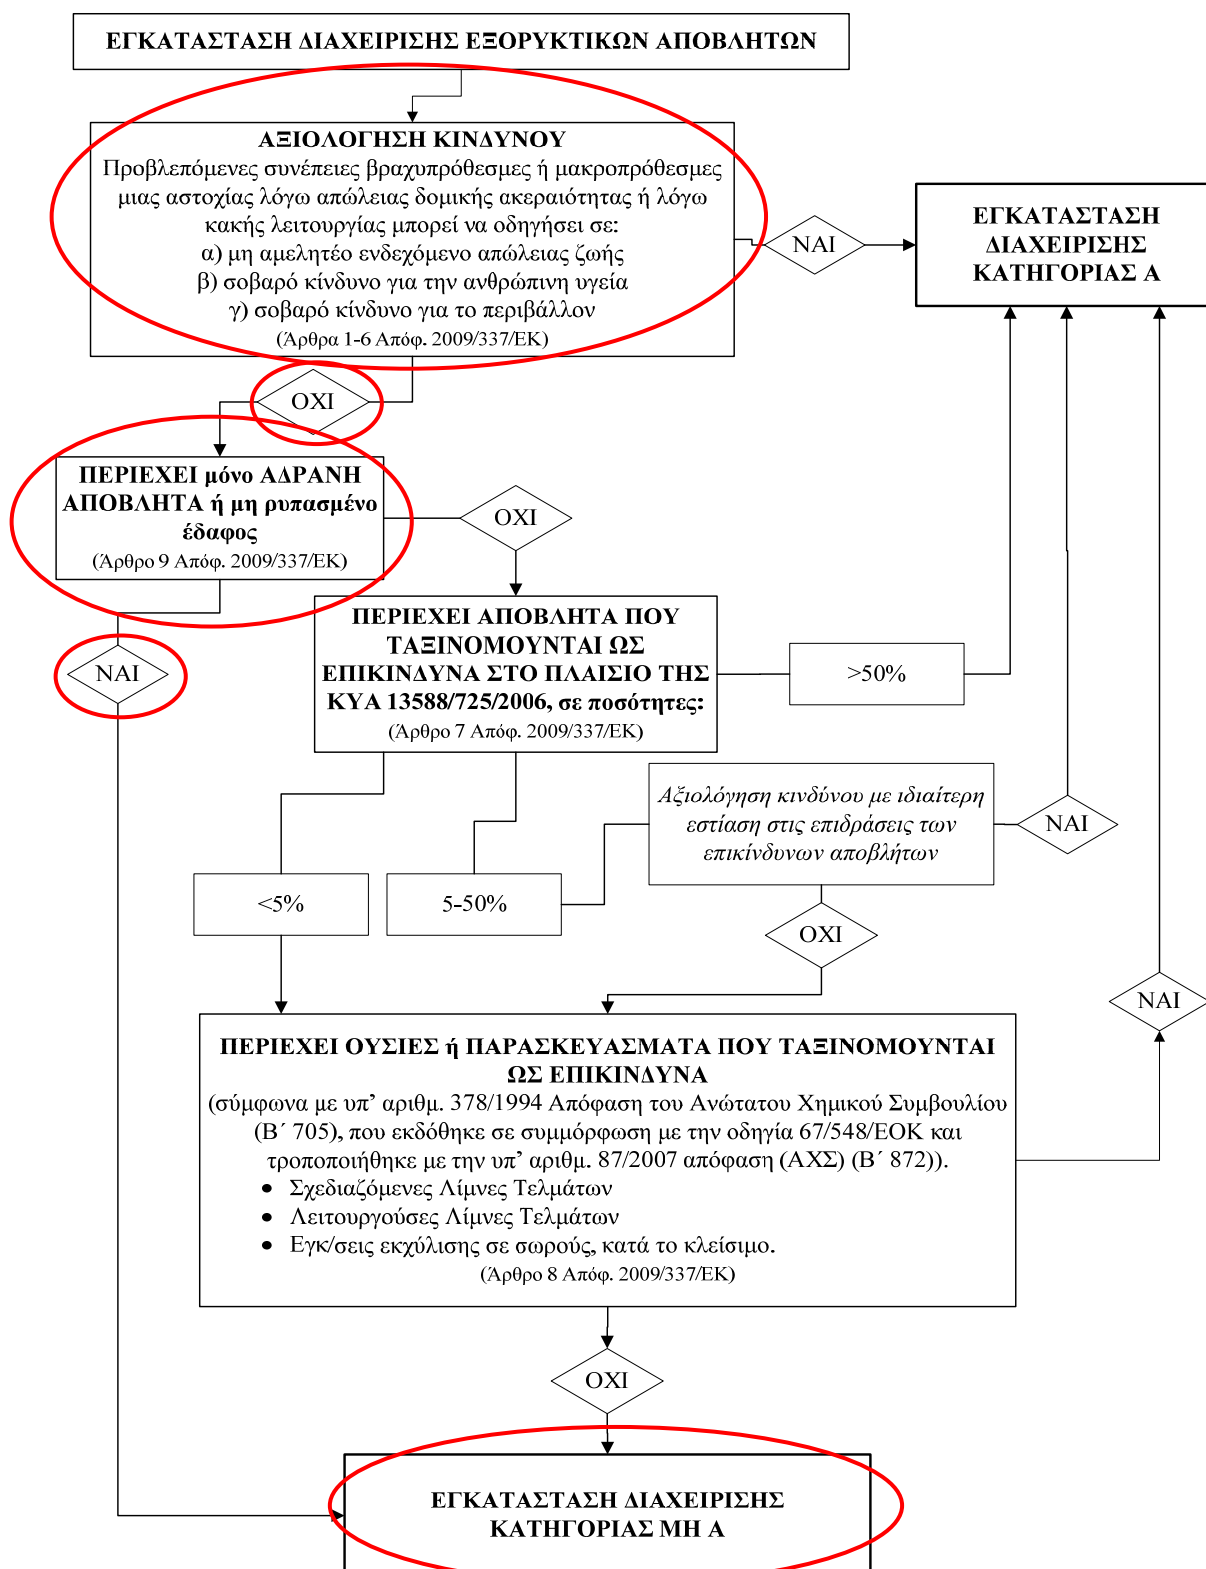 ΕΓΚΑΤΑΣΤΑΣΗ ΔΙΑΧΕΙΡΙΣΗΣ ΕΞΟΡΥΚΤΙΚΩΝ ΑΠΟΒΛΗΤΩΝ
ΑΞΙΟΛΟΓΗΣΗ ΚΙΝΔΥΝΟΥ
Προβλεπόμενες συνέπειες βραχυπρόθεσμες ή μακροπρόθεσμες
μιας αστοχίας λόγω απώλειας δομικής ακεραιότητας ή λόγω
κακής λειτουργίας μπορεί να οδηγήσει σε:
α) μη αμελητέο ενδεχόμενο απώλειας ζωής
β) σοβαρό κίνδυνο για την ανθρώπινη υγεία
γ) σοβαρό κίνδυνο για το περιβάλλον
(Άρθρα 1-6 Απόφ. 2009/337/ΕΚ)
ΝΑΙ
ΕΓΚΑΤΑΣΤΑΣΗ
ΔΙΑΧΕΙΡΙΣΗΣ
ΚΑΤΗΓΟΡΙΑΣ Α
ΟΧΙ
ΠΕΡΙΕΧΕΙ μόνο ΑΔΡΑΝΗ
ΑΠΟΒΛΗΤΑ ή μη ρυπασμένο
έδαφος
(Άρθρο 9 Απόφ. 2009/337/ΕΚ)
ΟΧΙ
ΝΑΙ
ΠΕΡΙΕΧΕΙ ΑΠΟΒΛΗΤΑ ΠΟΥ
ΤΑΞΙΝΟΜΟΥΝΤΑΙ ΩΣ
ΕΠΙΚΙΝΔΥΝΑ ΣΤΟ ΠΛΑΙΣΙΟ ΤΗΣ
ΚΥΑ 13588/725/2006, σε ποσότητες:
(Άρθρο 7 Απόφ. 2009/337/ΕΚ)
>50%
Αξιολόγηση κινδύνου με ιδιαίτερη
εστίαση στις επιδράσεις των
επικίνδυνων αποβλήτων
ΝΑΙ
<5%
5-50%
ΟΧΙ
ΝΑΙ
ΠΕΡΙΕΧΕΙ ΟΥΣΙΕΣ ή ΠΑΡΑΣΚΕΥΑΣΜΑΤΑ ΠΟΥ ΤΑΞΙΝΟΜΟΥΝΤΑΙ
ΩΣ ΕΠΙΚΙΝΔΥΝΑ
(σύμφωνα με υπ’ αριθμ. 378/1994 Απόφαση του Ανώτατου Χημικού Συμβουλίου
(Β΄ 705), που εκδόθηκε σε συμμόρφωση με την οδηγία 67/548/ΕΟΚ και
τροποποιήθηκε με την υπ’ αριθμ. 87/2007 απόφαση (ΑΧΣ) (Β΄ 872)).
• Σχεδιαζόμενες Λίμνες Τελμάτων
• Λειτουργούσες Λίμνες Τελμάτων
• Εγκ/σεις εκχύλισης σε σωρούς, κατά το κλείσιμο.
(Άρθρο 8 Απόφ. 2009/337/ΕΚ)
ΟΧΙ
ΕΓΚΑΤΑΣΤΑΣΗ ΔΙΑΧΕΙΡΙΣΗΣ
ΚΑΤΗΓΟΡΙΑΣ ΜΗ Α